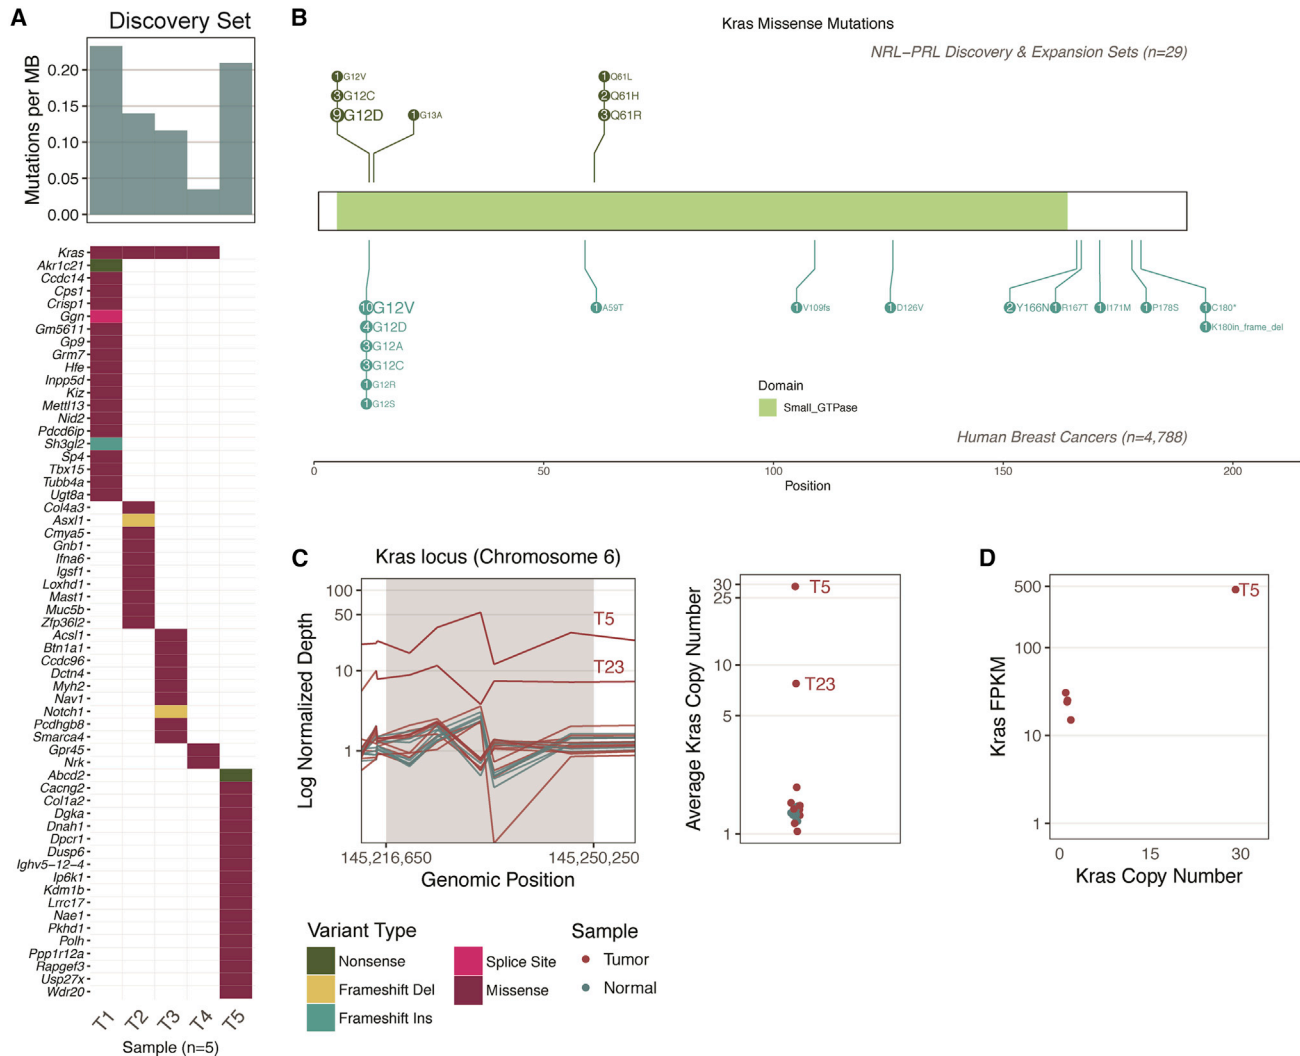 A
Discovery Set
Mutations per MB
0.20
0.15
0.10
0.05
0.00
Kras
Akr1c21
Ccdc14
Cps1
Crisp1
Ggn
Gm5611
Gp9
Grm7
Hfe
Inpp5d
Kiz
Mettl13
Nid2
Pdcd6ip
Sh3gl2
Sp4
Tbx15
Tubb4a
Ugt8a
Col4a3
Asxl1
Cmya5
Gnb1
Ifna6
Igsf1
Loxhd1
Mast1
Muc5b
Zfp36l2
Acsl1
Btn1a1
Ccdc96
Dctn4
Myh2
Nav1
Notch1
Pcdhgb8
Smarca4
Gpr45
Nrk
Abcd2
Cacng2
Col1a2
Dgka
Dnah1
Dpcr1
Dusp6
Ighv5-12-4
Ip6k1
Kdm1b
Lrrc17
Nae1
Pkhd1
Polh
Ppp1r12a
Rapgef3
Usp27x
Wdr20
T1 T2 T3 T4 T5
Sample (n=5)
B
Kras Missense Mutations
NRL-PRL Discovery & Expansion Sets (n=29)
1 G12V
3 G12C
9 G12D
1 G13A
1 Q61L
2 Q61H
3 Q61R
10 G12V
4 G12D
3 G12A
3 G12C
1 G12R
1 G12S
1 A59T
1 V109fs
1 D126V
2 Y166N
1 R167T
1 I171M
1 P178S
1 C180*
1 K180in_frame_del
Domain
Small_GTPase
Human Breast Cancers (n=4,788)
0 50 100 150 200
Position
C
Kras locus (Chromosome 6)
Log Normalized Depth
100
50
10
1
T5
T23
145,216,650 145,250,250
Genomic Position
Average Kras Copy Number
30
25
10
5
1
T5
T23
D
Kras FPKM
500
100
10
1
T5
0 15 30
Kras Copy Number
Variant Type
Nonsense
Frameshift Del
Frameshift Ins
Splice Site
Missense
Sample
Tumor
Normal